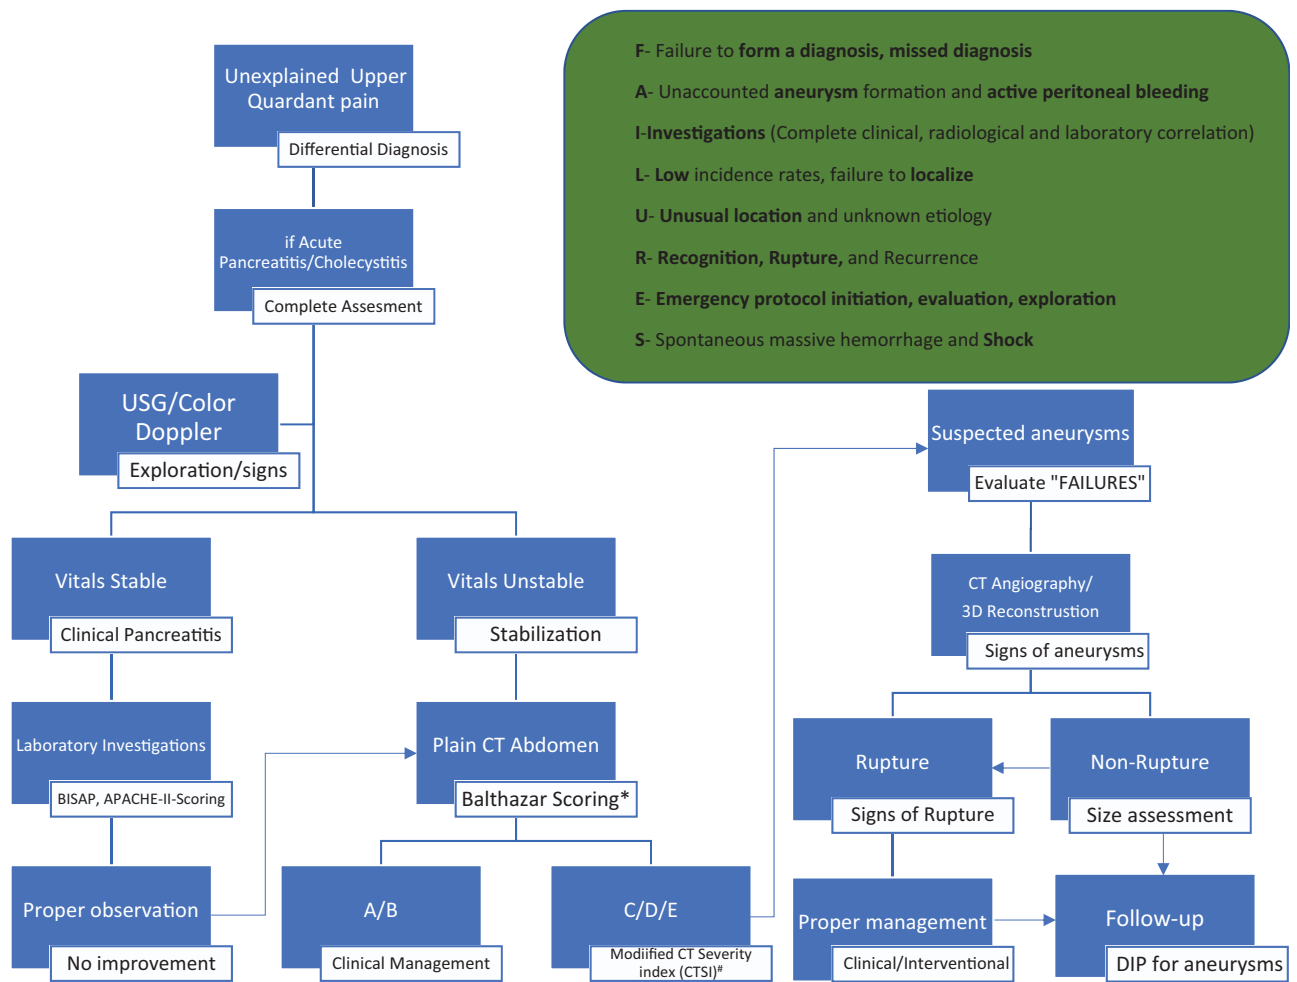 Unexplained Upper
Quardant pain
Differential Diagnosis
if Acute
Pancreatitis/Cholecystitis
Complete Assesment
USG/Color
Doppler
Exploration/signs
Vitals Stable
Clinical Pancreatitis
Vitals Unstable
Stabilization
Laboratory Investigations
BISAP, APACHE-II-Scoring
Plain CT Abdomen
Balthazar Scoring*
Proper observation
No improvement
A/B
Clinical Management
C/D/E
Modiified CT Severity
index (CTSI)#
F- Failure to form a diagnosis, missed diagnosis
A- Unaccounted aneurysm formation and active peritoneal bleeding
I-Investigations (Complete clinical, radiological and laboratory correlation)
L- Low incidence rates, failure to localize
U- Unusual location and unknown etiology
R- Recognition, Rupture, and Recurrence
E- Emergency protocol initiation, evaluation, exploration
S- Spontaneous massive hemorrhage and Shock
Suspected aneurysms
Evaluate "FAILURES"
CT Angiography/
3D Reconstrustion
Signs of aneurysms
Rupture
Signs of Rupture
Non-Rupture
Size assessment
Proper management
Clinical/Interventional
Follow-up
DIP for aneurysms